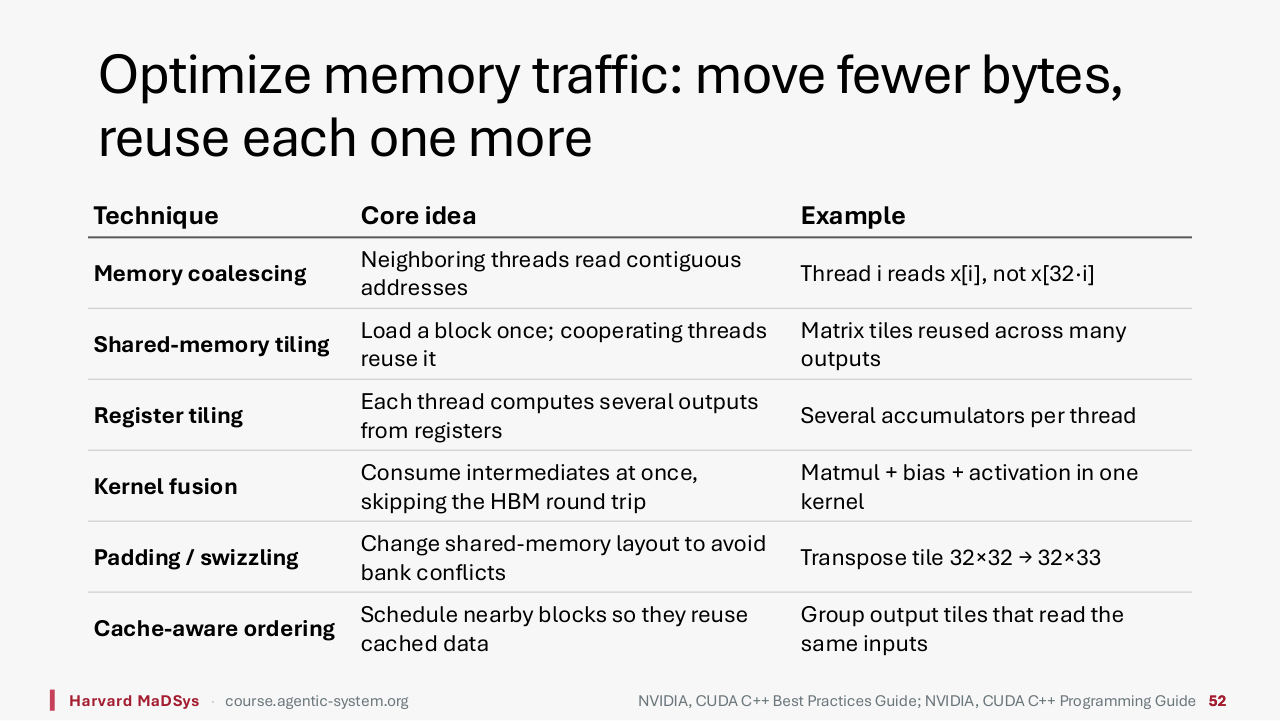 Optimize memory traffic: move fewer bytes,
reuse each one more
Technique Core idea Example
Memory coalescing
Neighboring threads read contiguous
addresses
Thread i reads x[i], not x[32·i]
Shared-memory tiling
Load a block once; cooperating threads
reuse it
Matrix tiles reused across many
outputs
Register tiling
Each thread computes several outputs
from registers
Several accumulators per thread
Kernel fusion
Consume intermediates at once,
skipping the HBM round trip
Matmul + bias + activation in one
kernel
Padding / swizzling
Change shared-memory layout to avoid
bank conflicts
Transpose tile 32×32 → 32×33
Cache-aware ordering
Schedule nearby blocks so they reuse
cached data
Group output tiles that read the
same inputs
Harvard MaDSys · course.agentic-system.org
NVIDIA, CUDA C++ Best Practices Guide; NVIDIA, CUDA C++ Programming Guide 52